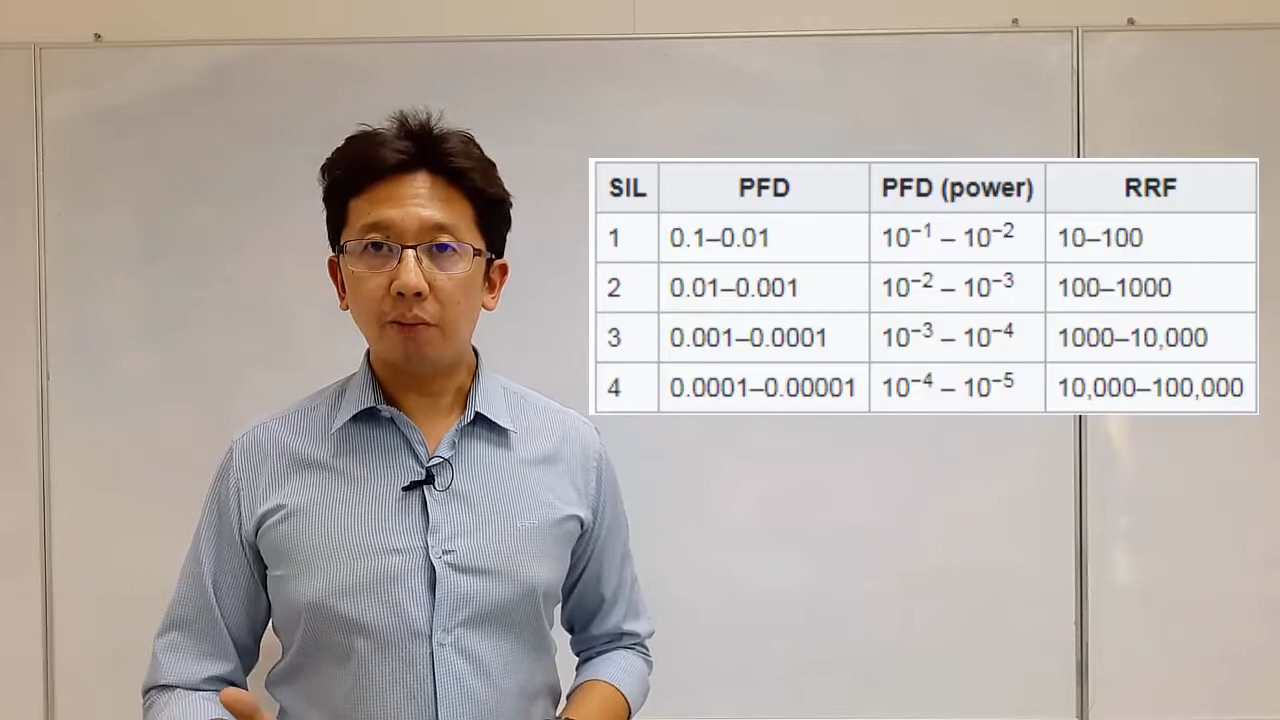 SIL PFD PFD (power) RRF
1 0.1–0.01 10⁻¹ – 10⁻² 10–100
2 0.01–0.001 10⁻² – 10⁻³ 100–1000
3 0.001–0.0001 10⁻³ – 10⁻⁴ 1000–10,000
4 0.0001–0.00001 10⁻⁴ – 10⁻⁵ 10,000–100,000